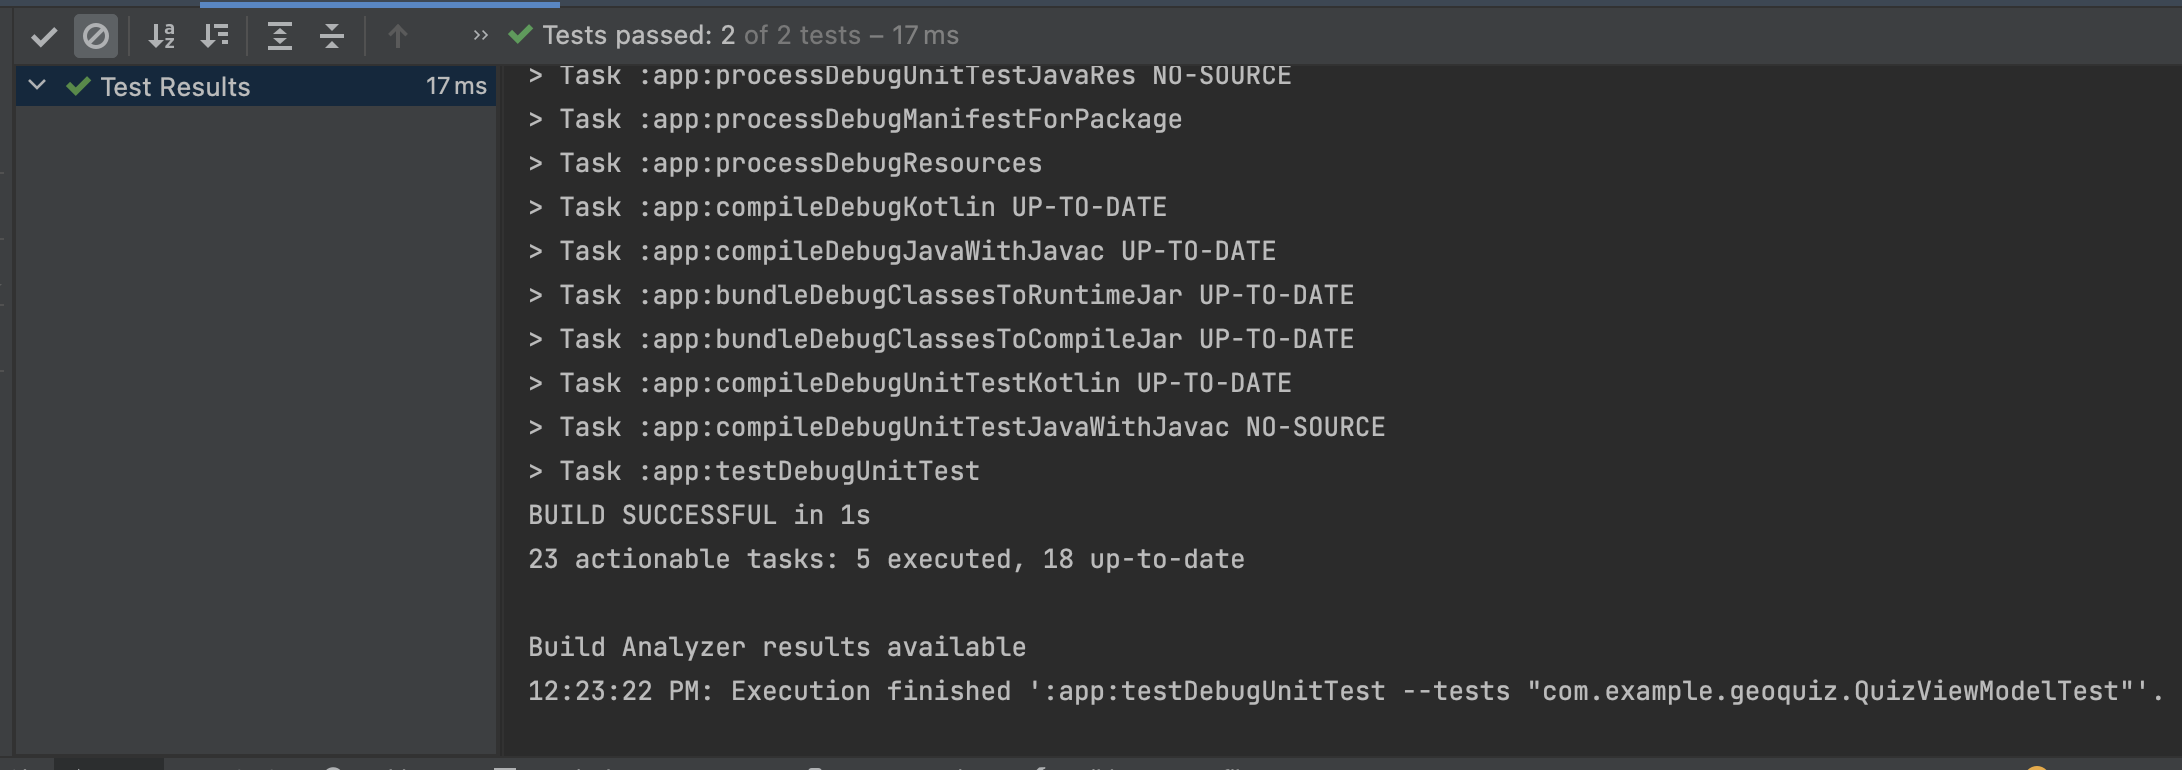 Tests passed: 2 of 2 tests – 17 ms
Test Results 17 ms
> Task :app:processDebugUnitTestJavaRes NO-SOURCE
> Task :app:processDebugManifestForPackage
> Task :app:processDebugResources
> Task :app:compileDebugKotlin UP-TO-DATE
> Task :app:compileDebugJavaWithJavac UP-TO-DATE
> Task :app:bundleDebugClassesToRuntimeJar UP-TO-DATE
> Task :app:bundleDebugClassesToCompileJar UP-TO-DATE
> Task :app:compileDebugUnitTestKotlin UP-TO-DATE
> Task :app:compileDebugUnitTestJavaWithJavac NO-SOURCE
> Task :app:testDebugUnitTest
BUILD SUCCESSFUL in 1s
23 actionable tasks: 5 executed, 18 up-to-date
Build Analyzer results available
12:23:22 PM: Execution finished ':app:testDebugUnitTest --tests "com.example.geoquiz.QuizViewModelTest"'.